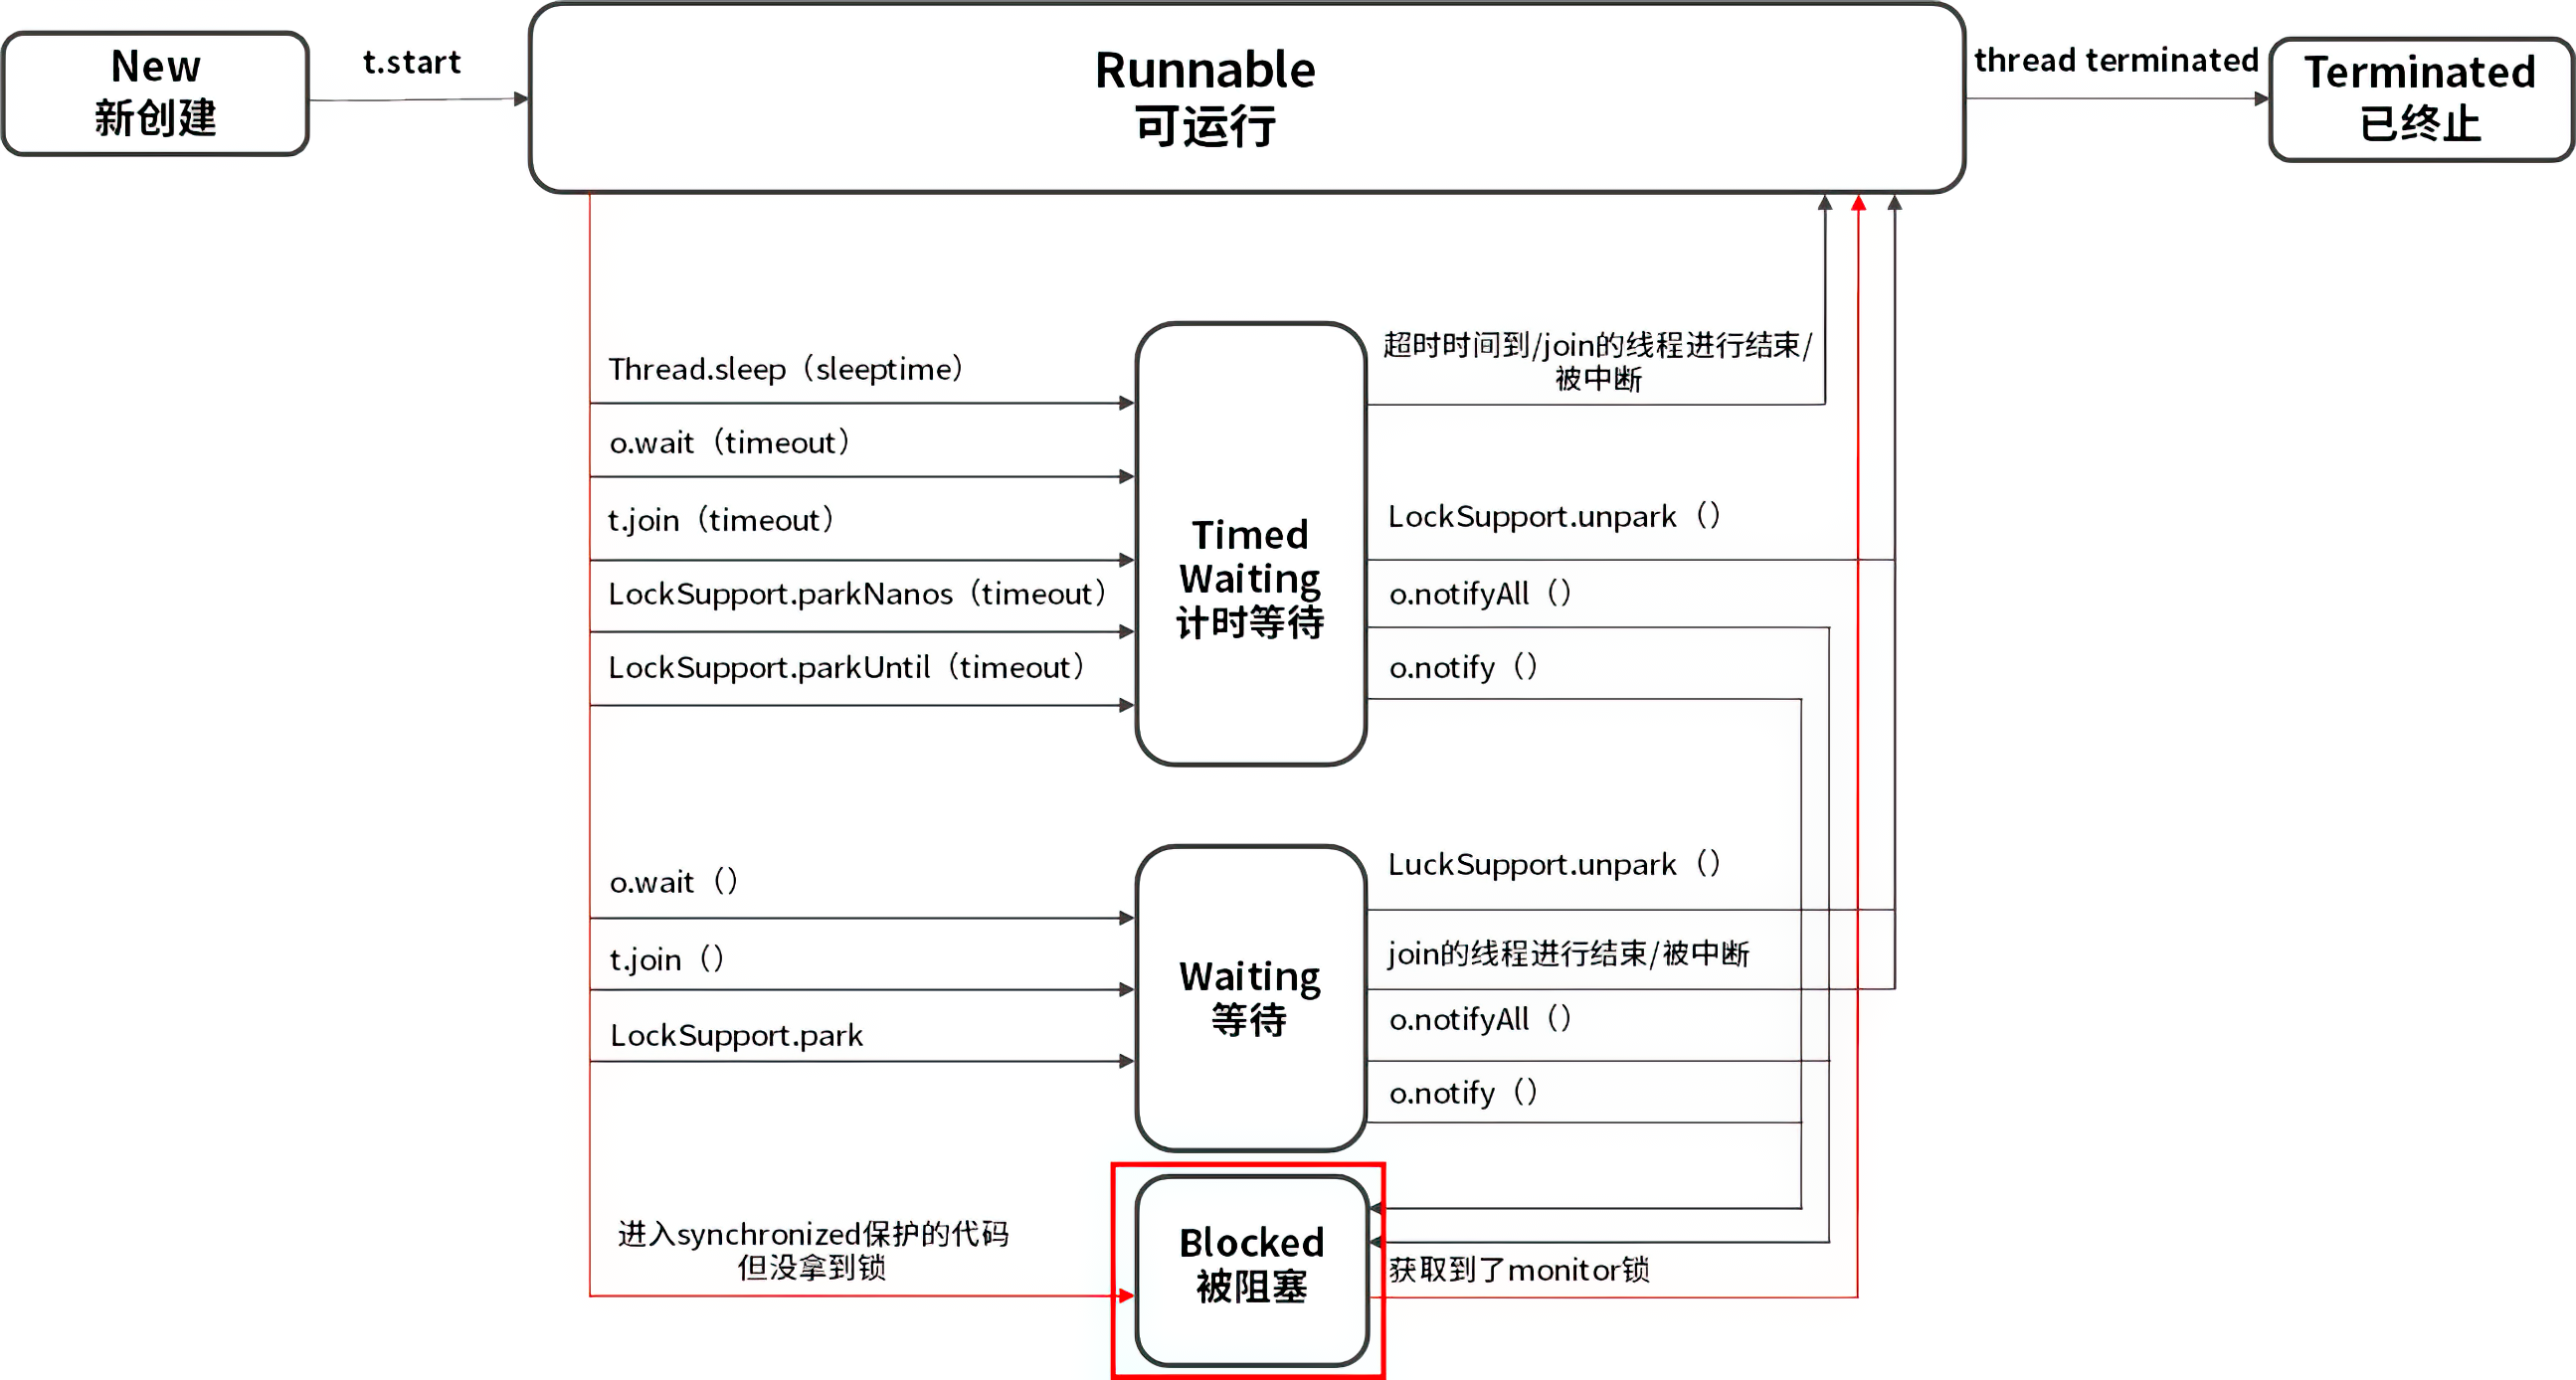 New
新创建
t.start
Runnable
可运行
thread terminated
Terminated
已终止
Thread.sleep（sleeptime）
o.wait（timeout）
t.join（timeout）
LockSupport.parkNanos（timeout）
LockSupport.parkUntil（timeout）
Timed
Waiting
计时等待
超时时间到/join的线程进行结束/
被中断
LockSupport.unpark（）
o.notifyAll（）
o.notify（）
o.wait（）
t.join（）
LockSupport.park
Waiting
等待
LuckSupport.unpark（）
join的线程进行结束/被中断
o.notifyAll（）
o.notify（）
进入synchronized保护的代码
但没拿到锁
Blocked
被阻塞
获取到了monitor锁